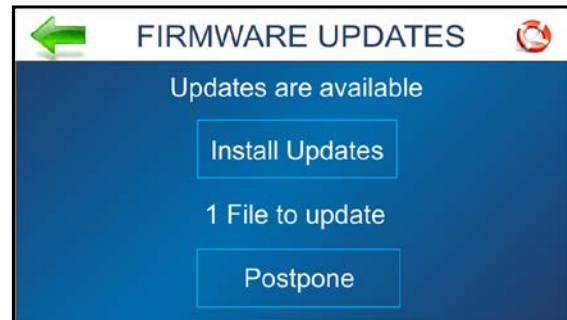 FIRMWARE UPDATES
Updates are available
Install Updates
1 File to update
Postpone